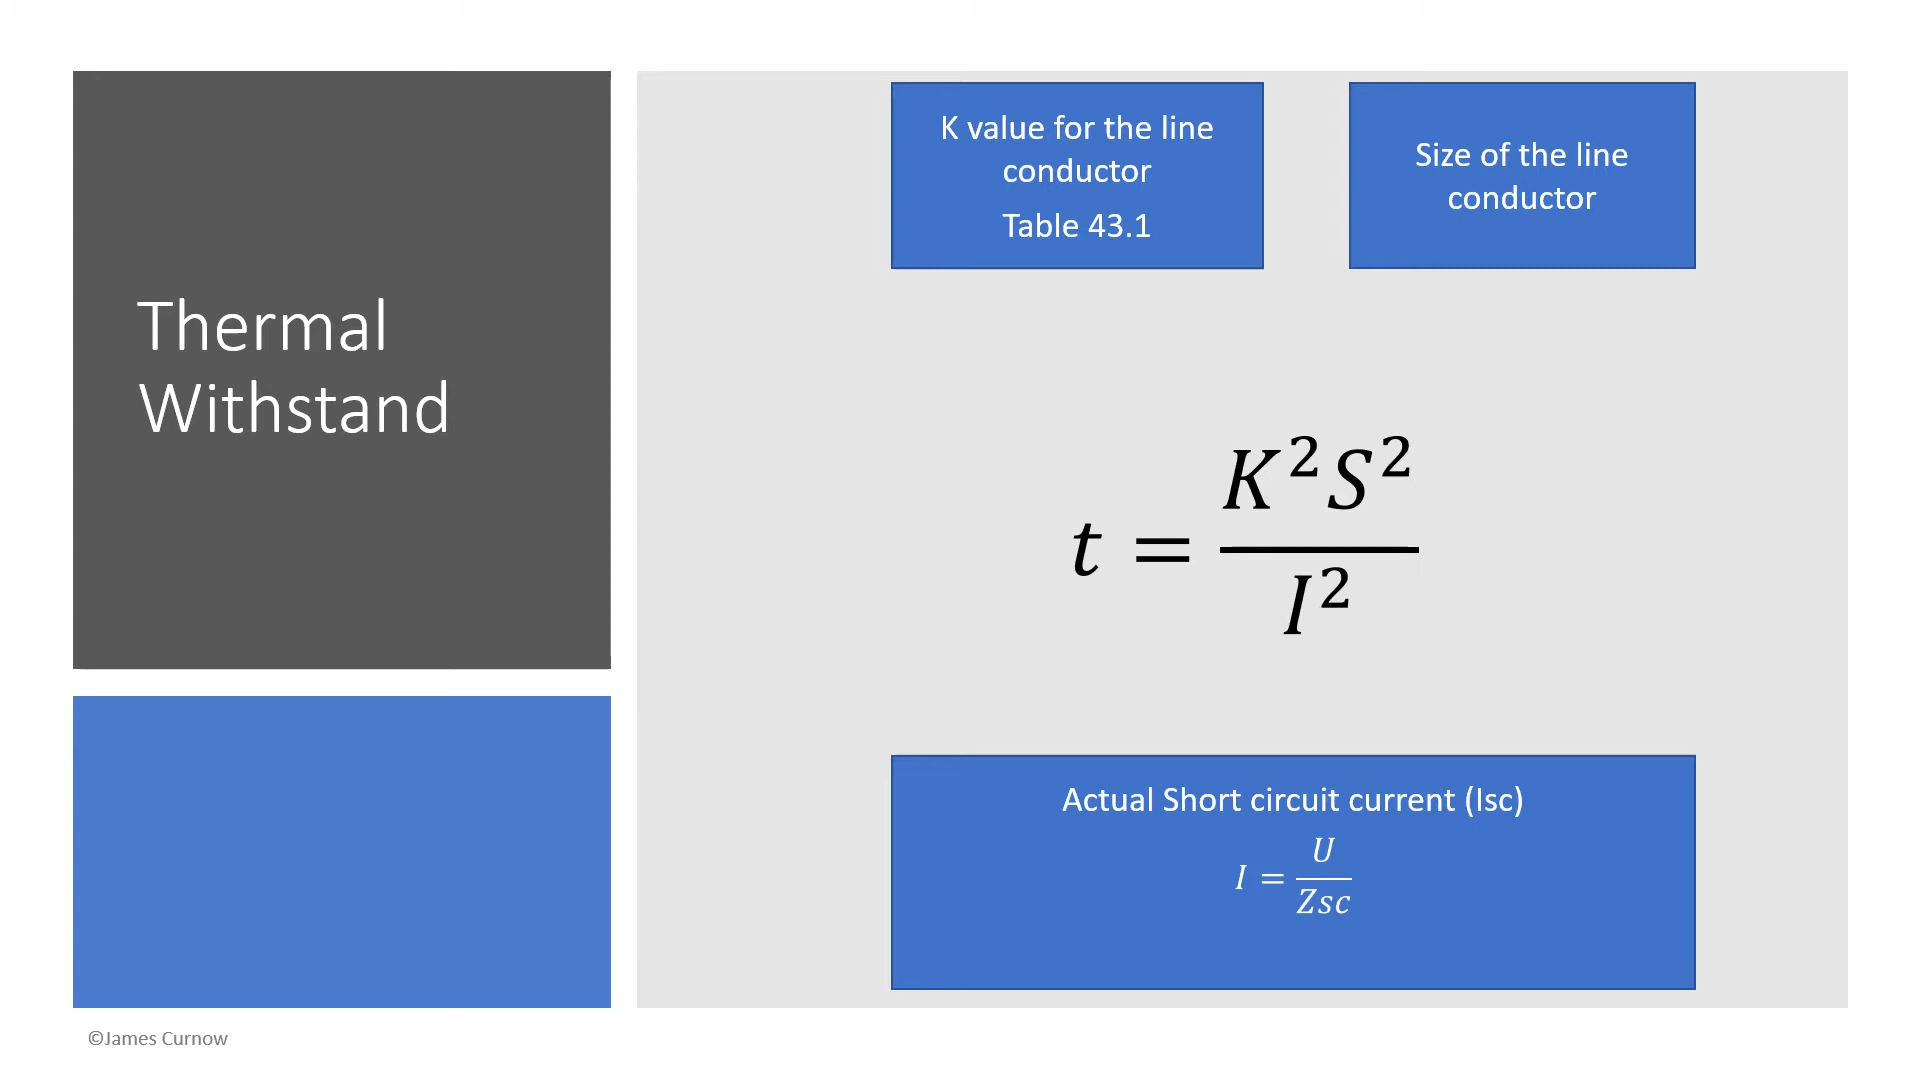 Thermal
Withstand
K value for the line
conductor
Table 43.1
Size of the line
conductor
t = K²S² / I²
Actual Short circuit current (Isc)
I = U / Zsc
©James Curnow